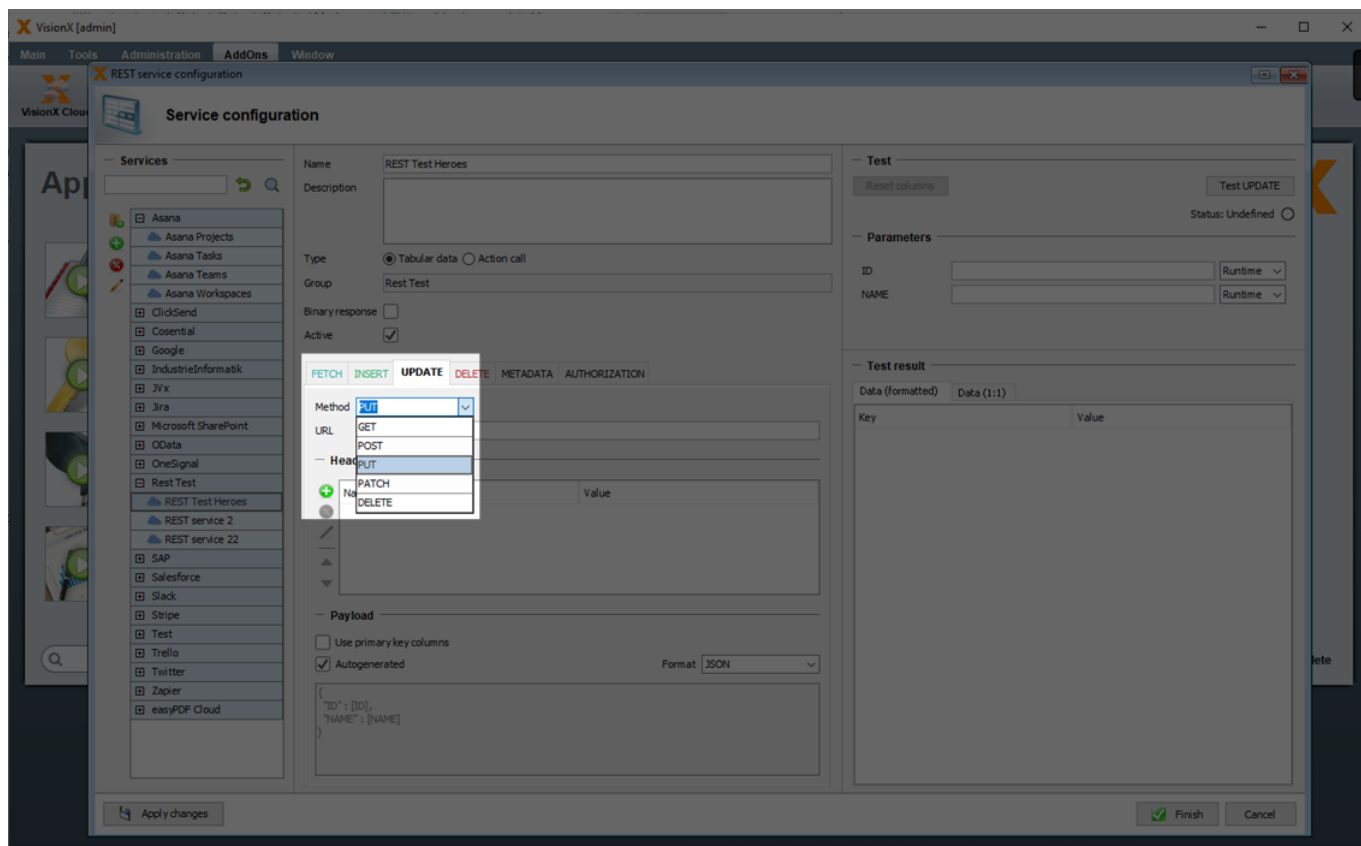 VisionX [admin]
Main Tools Administration AddOns Window
REST service configuration
VisionX Clou
Service configuration
App
Services
Asana
Asana Projects
Asana Tasks
Asana Teams
Asana Workspaces
ClickSend
Cosential
Google
IndustrieInformatik
JVx
Jira
Microsoft SharePoint
OData
OneSignal
Rest Test
REST Test Heroes
REST service 2
REST service 22
SAP
Salesforce
Slack
Stripe
Test
Trello
Twitter
Zapier
easyPDF Cloud
Name REST Test Heroes
Description
Type Tabular data Action call
Group Rest Test
Binary response
Active
FETCH INSERT UPDATE DELETE METADATA AUTHORIZATION
Method PUT
URL
GET
POST
PUT
PATCH
DELETE
Head
Na Value
Payload
Use primary key columns
Autogenerated Format JSON
{
"ID" : [ID],
"NAME" : [NAME]
}
Test
Reset columns Test UPDATE
Status: Undefined
Parameters
ID Runtime
NAME Runtime
Test result
Data (formatted) Data (1:1)
Key Value
lete
Apply changes Finish Cancel